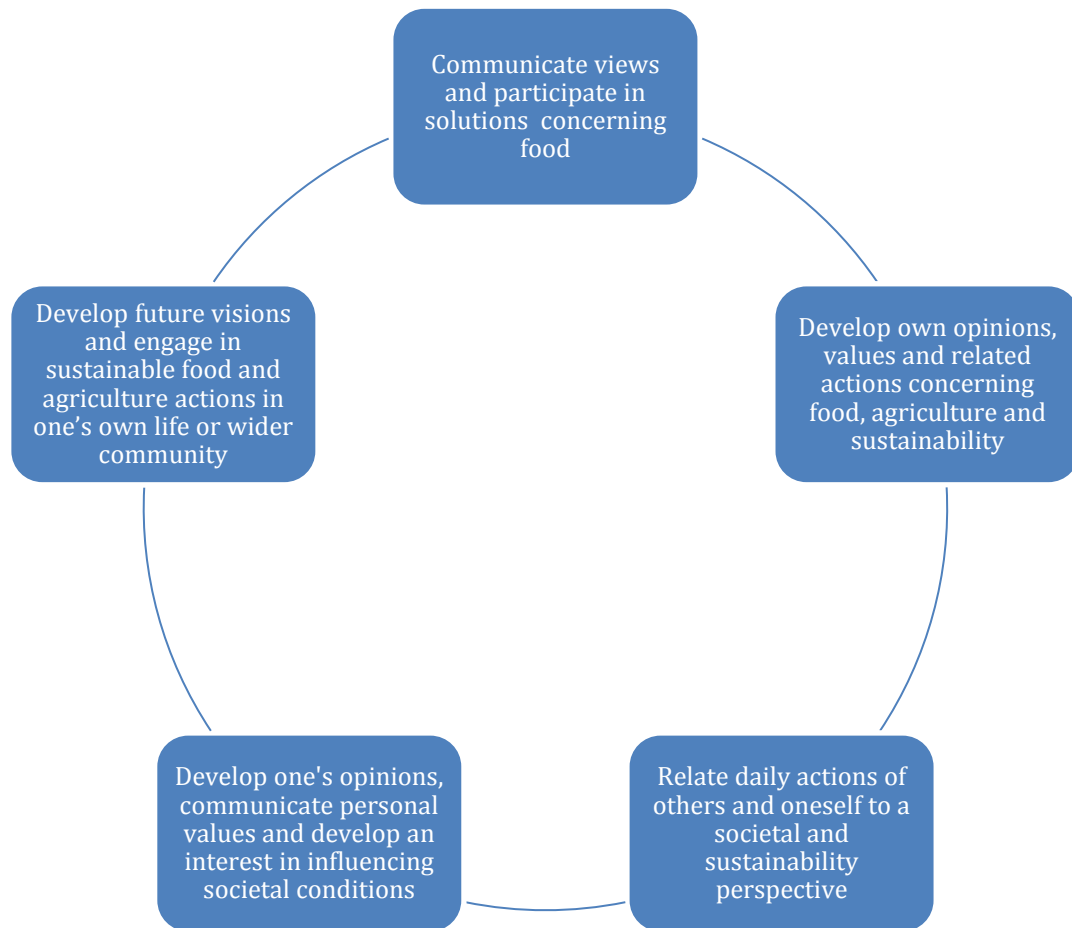 Communicate views
and participate in
solutions  concerning
food
Develop own opinions,
values and related
actions concerning
food, agriculture and
sustainability
Relate daily actions of
others and oneself to a
societal and
sustainability
perspective
Develop one's opinions,
communicate personal
values and develop an
interest in influencing
societal conditions
Develop future visions
and engage in
sustainable food and
agriculture actions in
one’s own life or wider
community